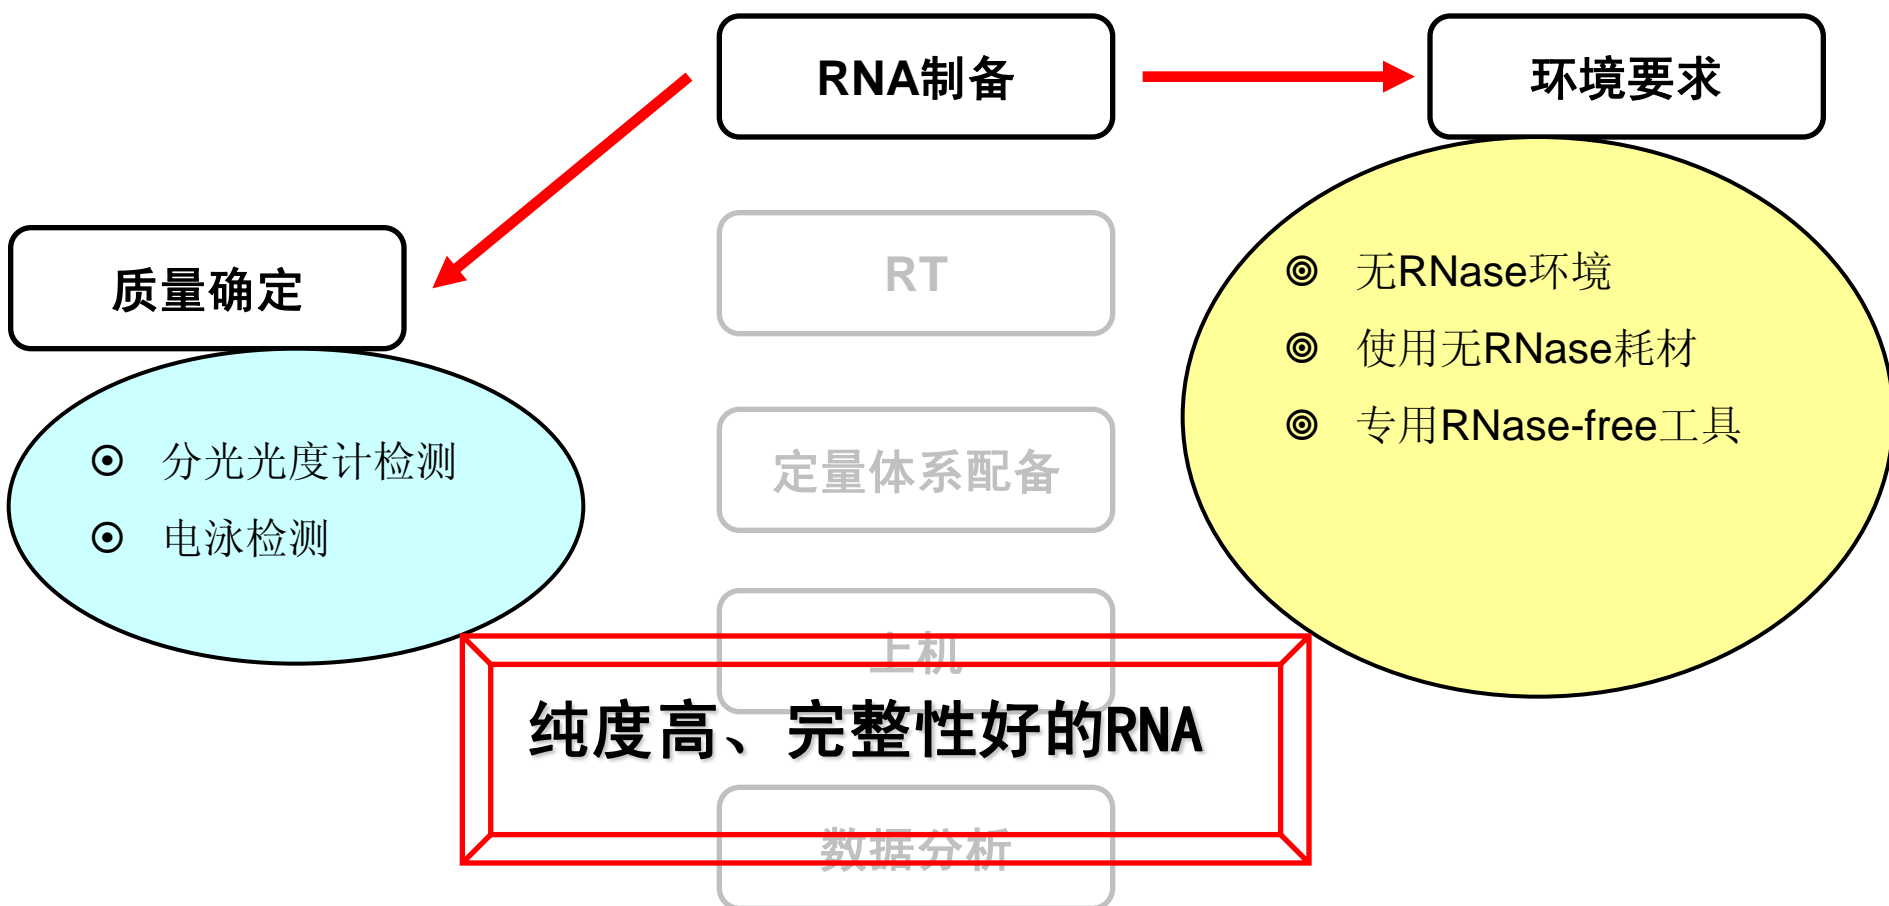 RNA制备
环境要求
质量确定
RT
无RNase环境
使用无RNase耗材
专用RNase-free工具
分光光度计检测
电泳检测
定量体系配备
上机
纯度高、完整性好的RNA
数据分析